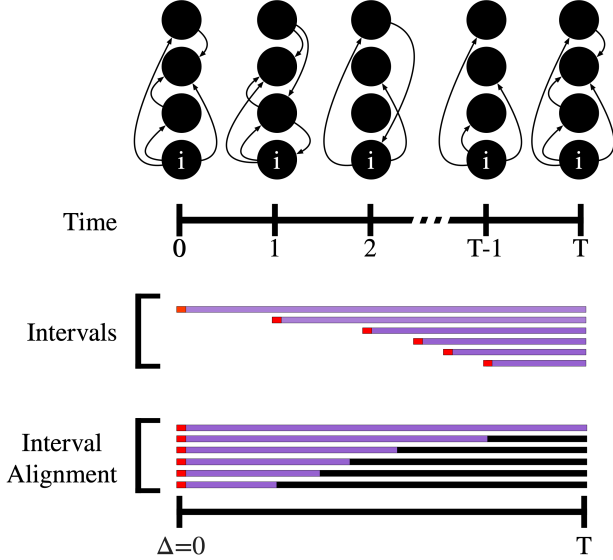 i i i i i
Time
0 1 2 T-1 T
Intervals
Interval
Alignment
Δ=0 T